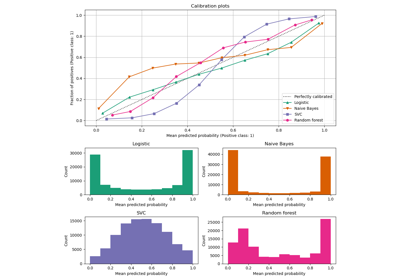 Calibration plots
Fraction of positives (Positive class: 1)
1.0
0.8
0.6
0.4
0.2
0.0
Perfectly calibrated
Logistic
Naive Bayes
SVC
Random forest
0.0 0.2 0.4 0.6 0.8 1.0
Mean predicted probability (Positive class: 1)
Logistic
Count
30000
20000
10000
0
0.0 0.2 0.4 0.6 0.8 1.0
Mean predicted probability
Naive Bayes
Count
40000
30000
20000
10000
0
0.0 0.2 0.4 0.6 0.8 1.0
Mean predicted probability
SVC
Count
15000
10000
5000
0
0.0 0.2 0.4 0.6 0.8 1.0
Mean predicted probability
Random forest
Count
20000
10000
0
0.0 0.2 0.4 0.6 0.8 1.0
Mean predicted probability